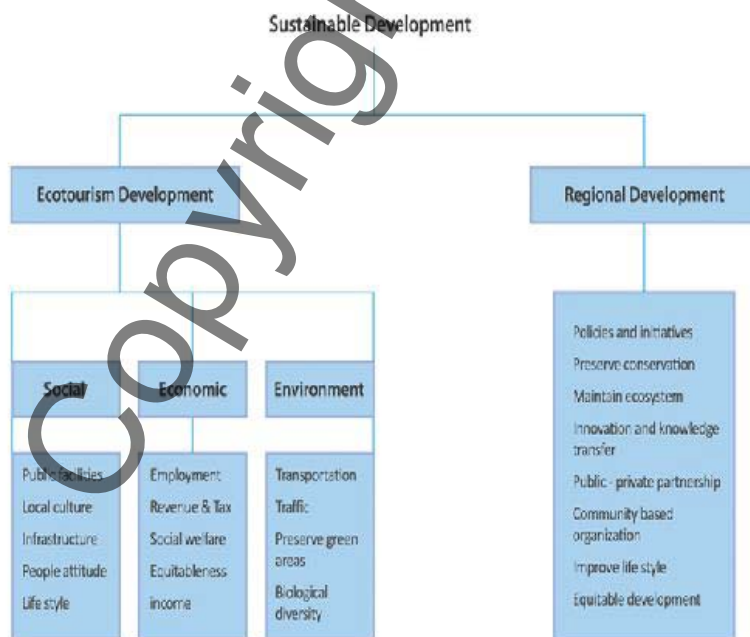 Sustainable Development
Ecotourism Development
Regional Development
Social
Economic
Environment
Public facilities
Local culture
Infrastructure
People attitude
Life style
Employment
Revenue & Tax
Social welfare
Equitableness
income
Transportation
Traffic
Preserve green
areas
Biological
diversity
Policies and initiatives
Preserve conservation
Maintain ecosystem
Innovation and knowledge
transfer
Public - private partnership
Community based
organization
Improve life style
Equitable development